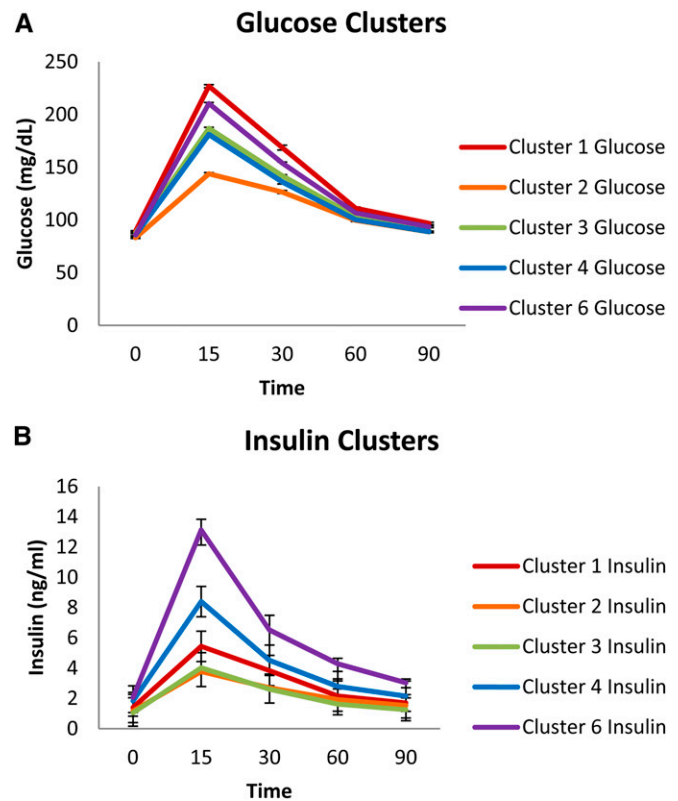 A
Glucose Clusters
250
200
150
100
50
0
Glucose (mg/dL)
0 15 30 60 90
Time
Cluster 1 Glucose
Cluster 2 Glucose
Cluster 3 Glucose
Cluster 4 Glucose
Cluster 6 Glucose
B
Insulin Clusters
16
14
12
10
8
6
4
2
0
Insulin (ng/ml)
0 15 30 60 90
Time
Cluster 1 Insulin
Cluster 2 Insulin
Cluster 3 Insulin
Cluster 4 Insulin
Cluster 6 Insulin